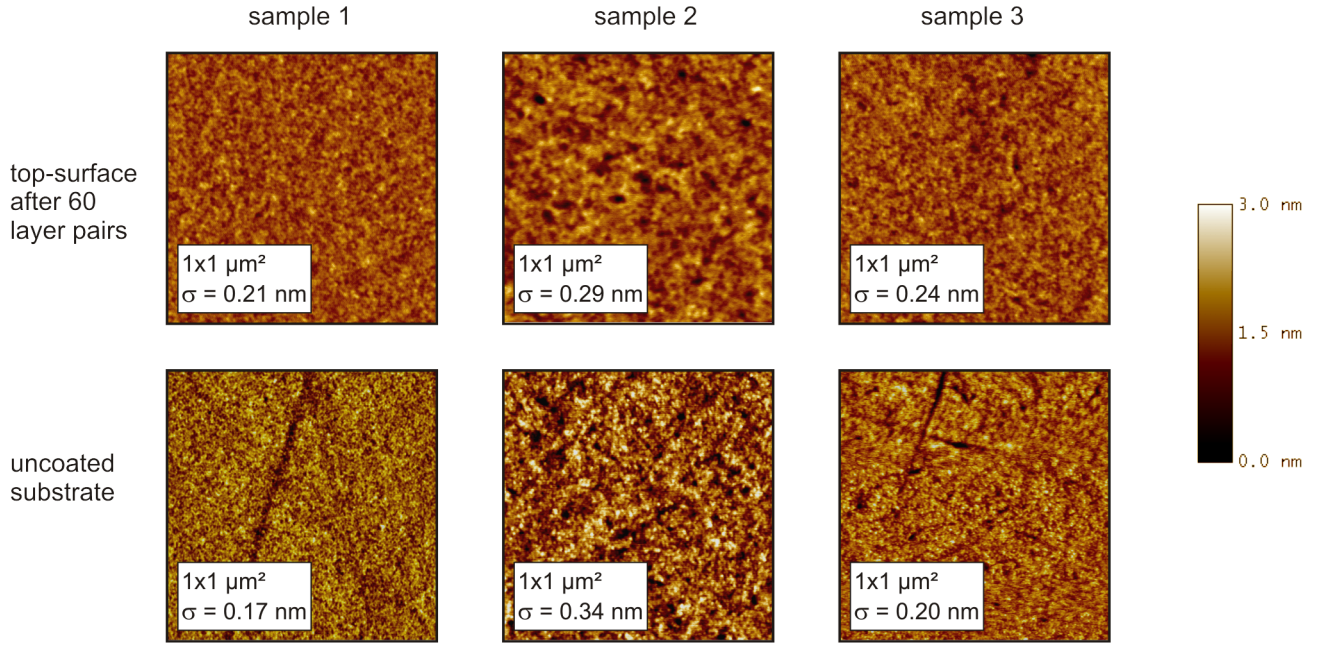 sample 1
sample 2
sample 3
top-surface
after 60
layer pairs
1x1 µm²
σ = 0.21 nm
1x1 µm²
σ = 0.29 nm
1x1 µm²
σ = 0.24 nm
3.0 nm
1.5 nm
0.0 nm
uncoated
substrate
1x1 µm²
σ = 0.17 nm
1x1 µm²
σ = 0.34 nm
1x1 µm²
σ = 0.20 nm